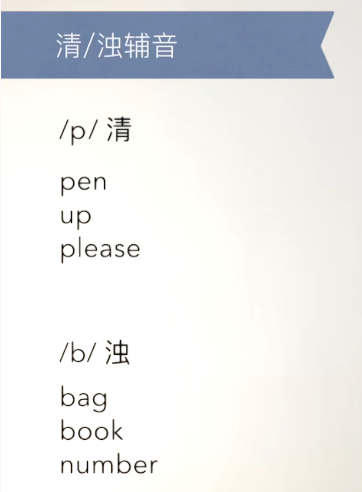 清/浊辅音
/p/ 清
pen
up
please
/b/ 浊
bag
book
number